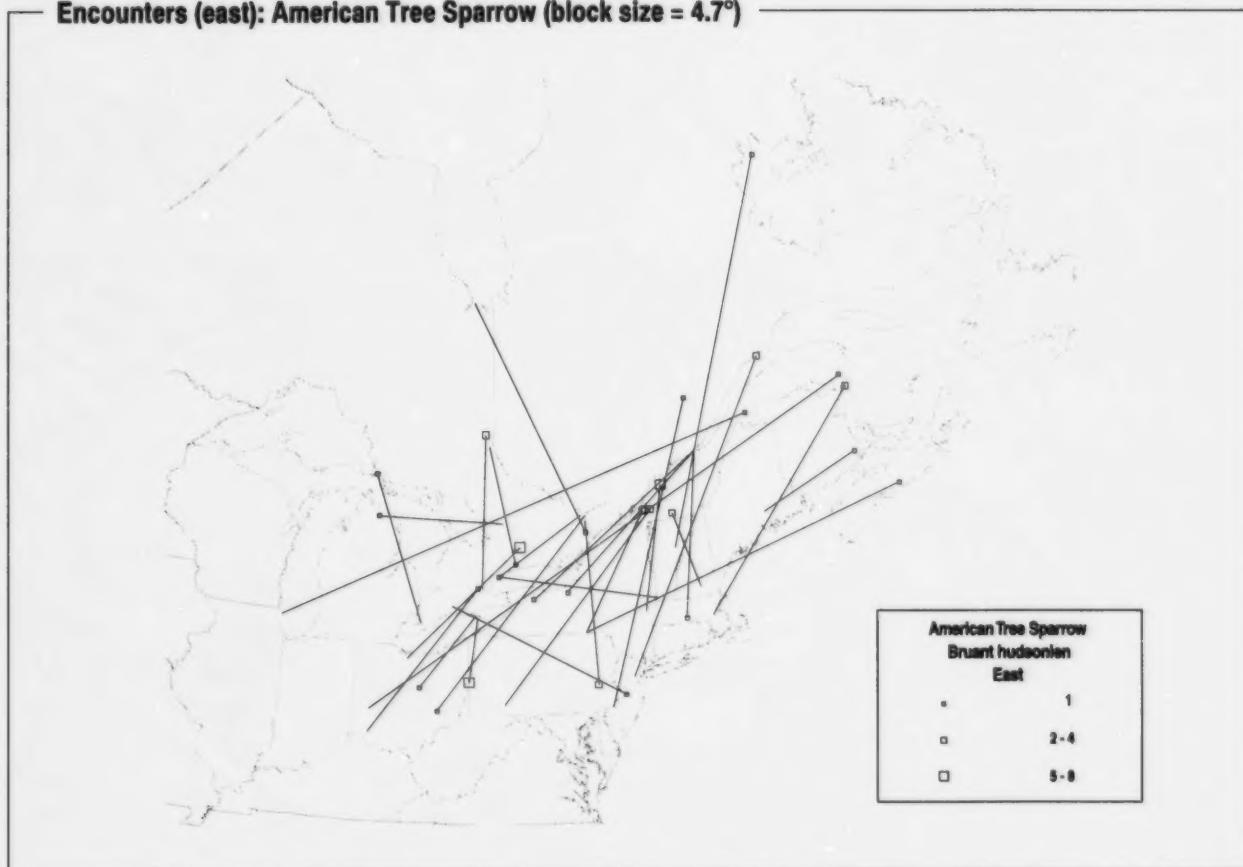 Encounters (east): American Tree Sparrow (block size = 4.7°)
American Tree Sparrow
Bruant hudsonien
East
1
2 - 4
5 - 8